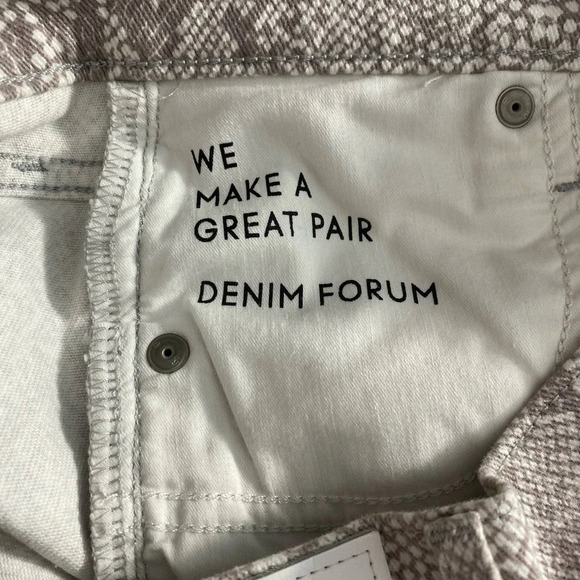 WE
MAKE A
GREAT PAIR
DENIM FORUM